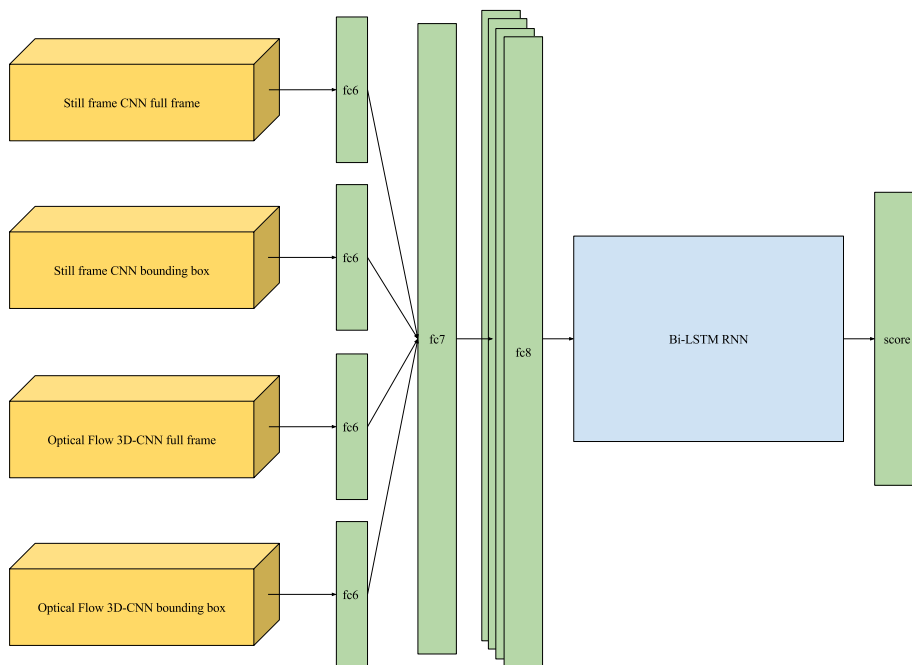 Still frame CNN full frame
fc6
Still frame CNN bounding box
fc6
Optical Flow 3D-CNN full frame
fc6
Optical Flow 3D-CNN bounding box
fc6
fc7
fc8
Bi-LSTM RNN
score